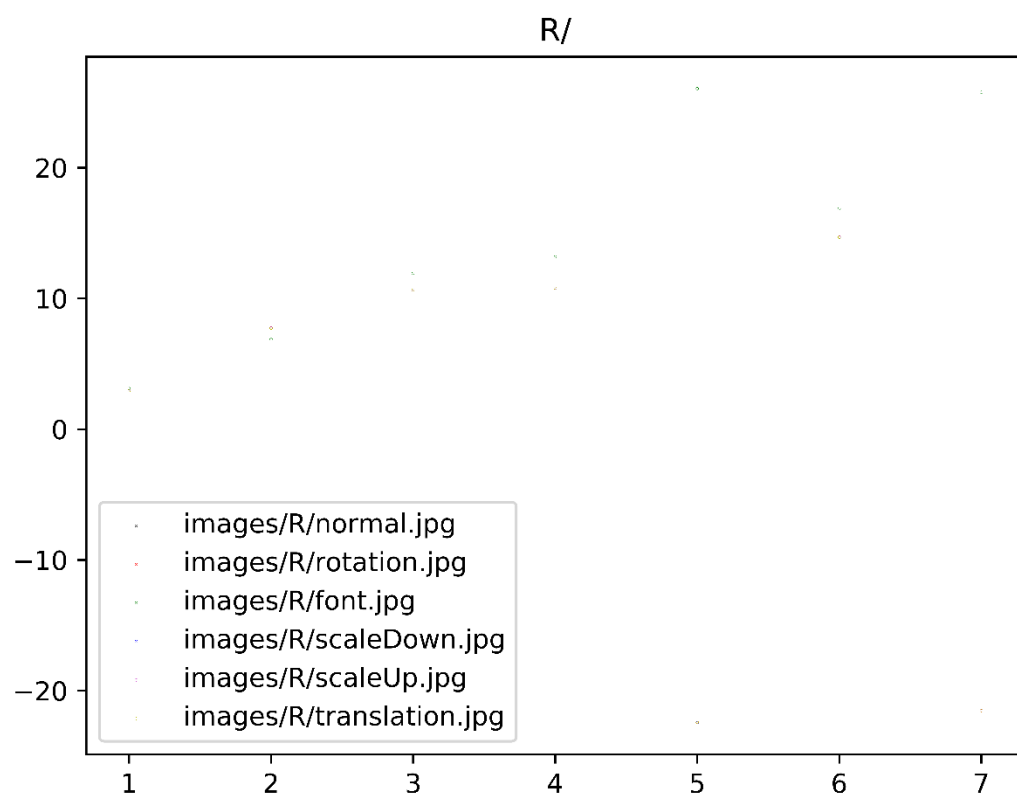 R/
20
10
0
−10
−20
images/R/normal.jpg
images/R/rotation.jpg
images/R/font.jpg
images/R/scaleDown.jpg
images/R/scaleUp.jpg
images/R/translation.jpg
1 2 3 4 5 6 7